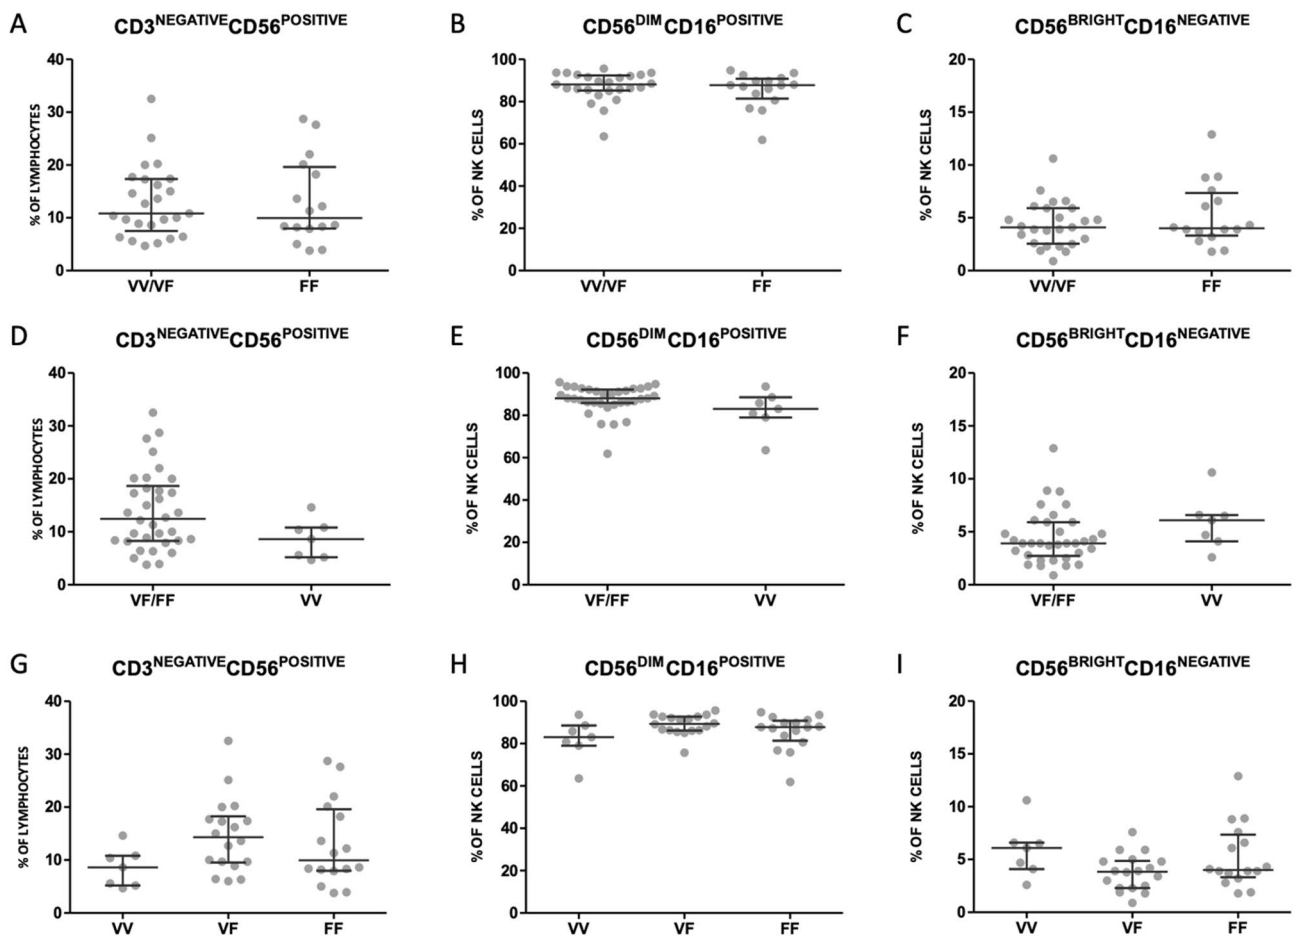 A CD3NEGATIVECD56POSITIVE
% OF LYMPHOCYTES
40
30
20
10
0
VV/VF FF
B CD56DIMCD16POSITIVE
% OF NK CELLS
100
80
60
40
20
0
VV/VF FF
C CD56BRIGHTCD16NEGATIVE
% OF NK CELLS
20
15
10
5
0
VV/VF FF
D CD3NEGATIVECD56POSITIVE
% OF LYMPHOCYTES
40
30
20
10
0
VF/FF VV
E CD56DIMCD16POSITIVE
% OF NK CELLS
100
80
60
40
20
0
VF/FF VV
F CD56BRIGHTCD16NEGATIVE
% OF NK CELLS
20
15
10
5
0
VF/FF VV
G CD3NEGATIVECD56POSITIVE
% OF LYMPHOCYTES
40
30
20
10
0
VV VF FF
H CD56DIMCD16POSITIVE
% OF NK CELLS
100
80
60
40
20
0
VV VF FF
I CD56BRIGHTCD16NEGATIVE
% OF NK CELLS
20
15
10
5
0
VV VF FF